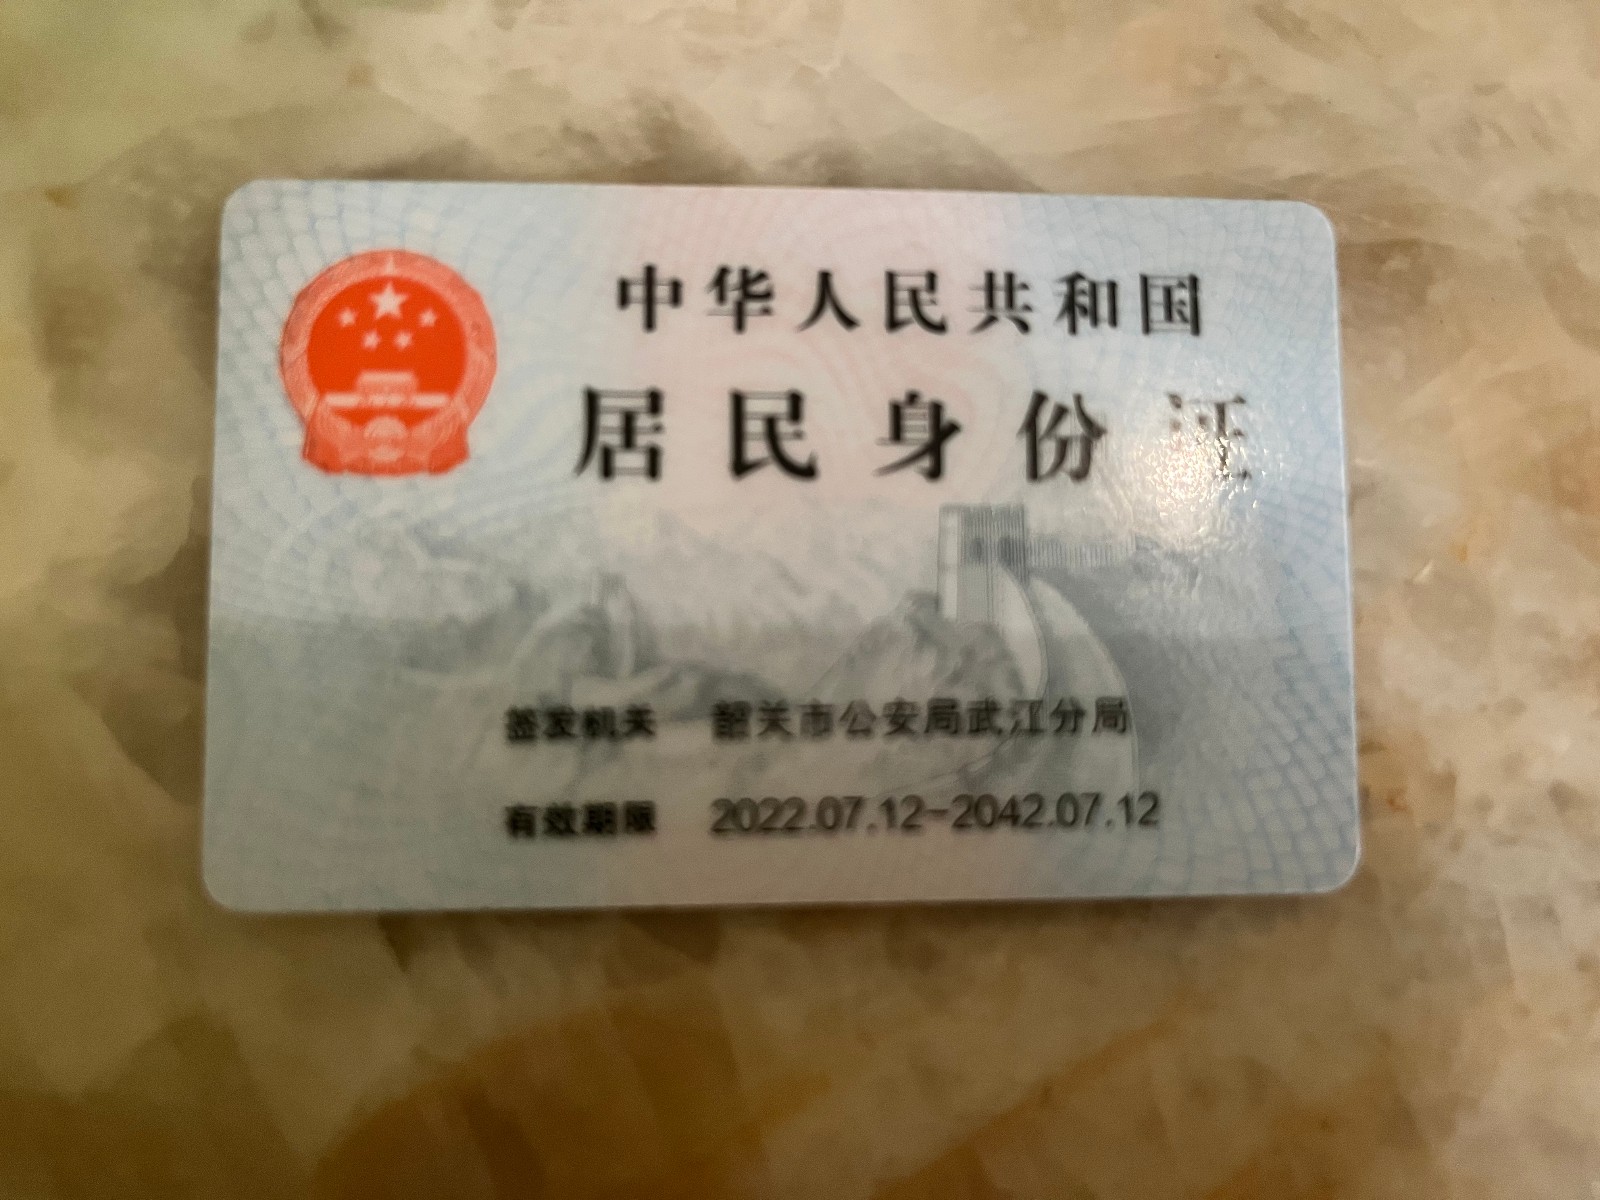 中华人民共和国
居民身份证
签发机关 韶关市公安局武江分局
有效期限 2022.07.12-2042.07.12